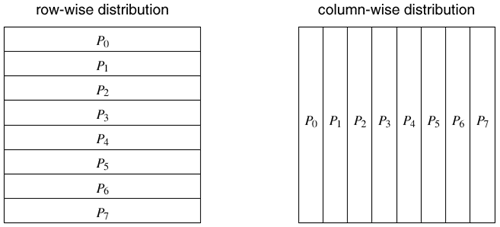 row-wise distribution
P0
P1
P2
P3
P4
P5
P6
P7
column-wise distribution
P0 P1 P2 P3 P4 P5 P6 P7